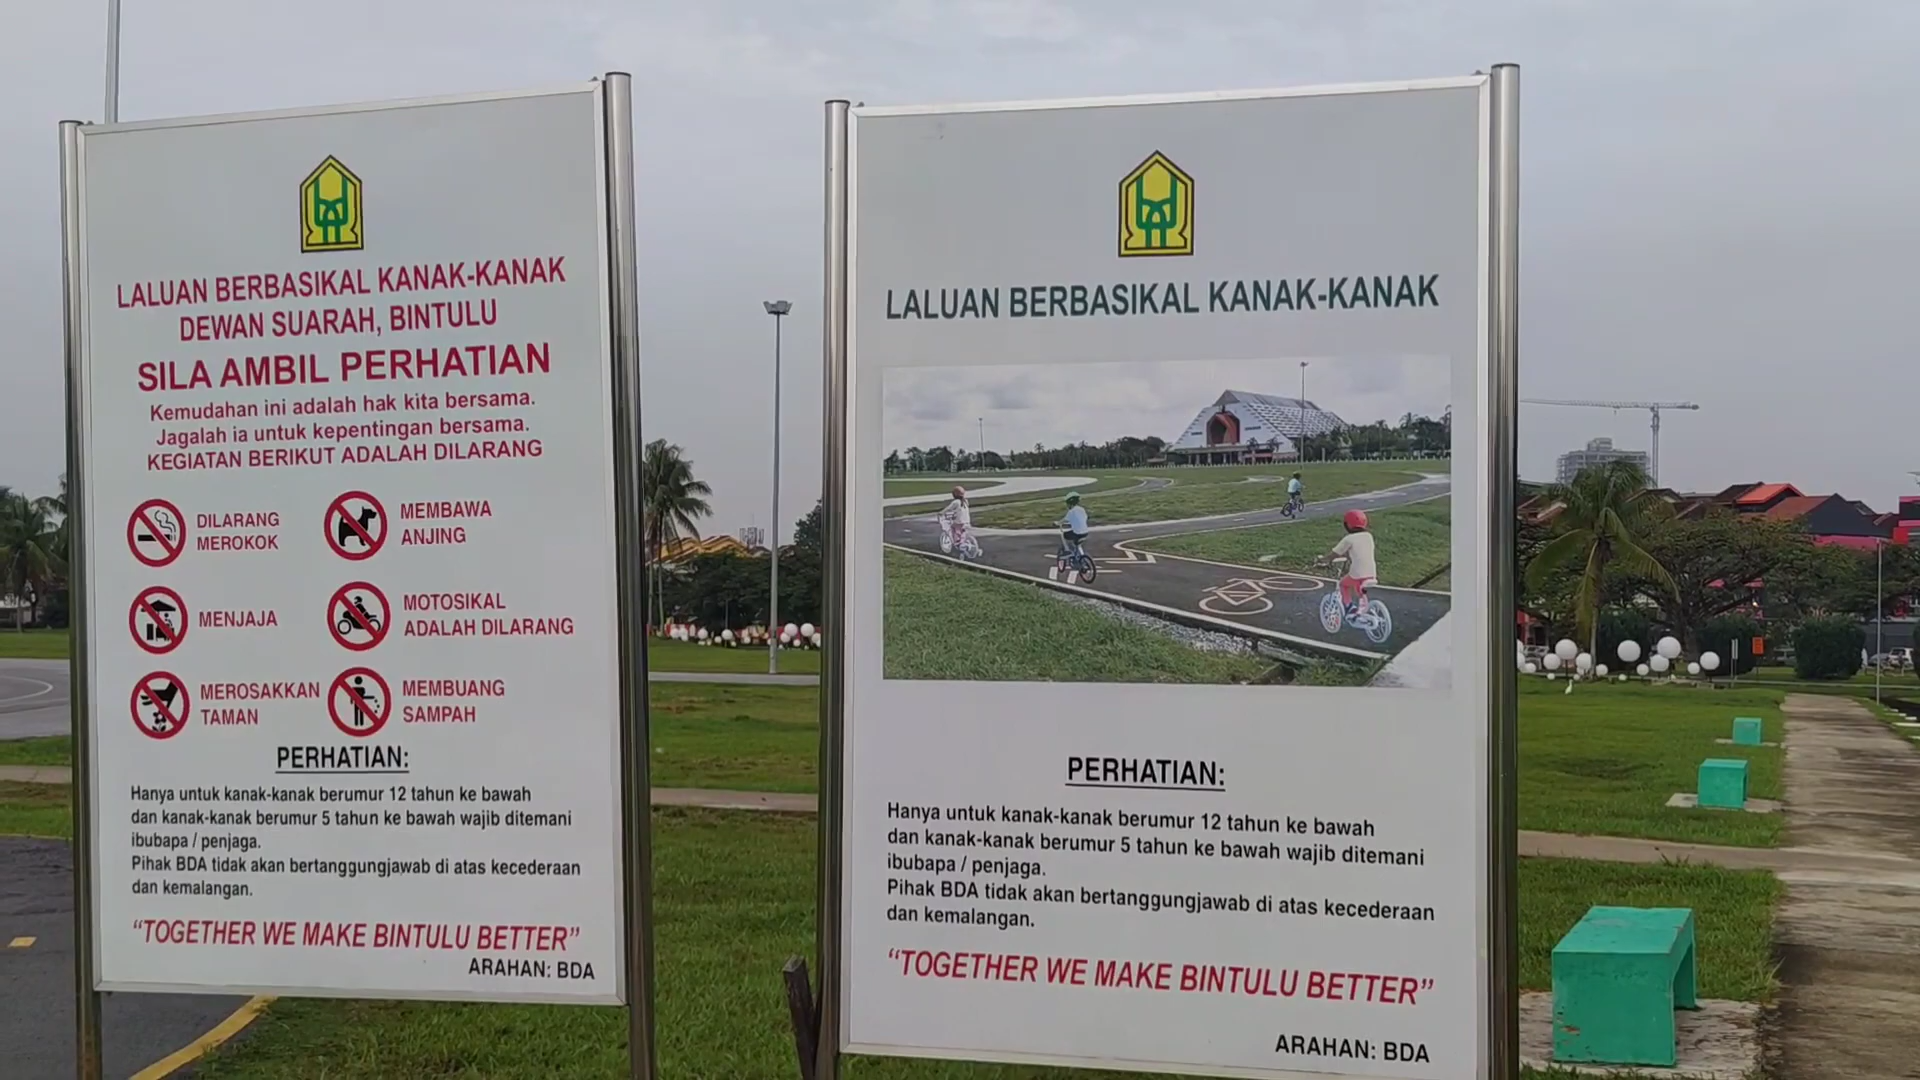 LALUAN BERBASIKAL KANAK-KANAK
DEWAN SUARAH, BINTULU
SILA AMBIL PERHATIAN
Kemudahan ini adalah hak kita bersama.
Jagalah ia untuk kepentingan bersama.
KEGIATAN BERIKUT ADALAH DILARANG
DILARANG
MEROKOK
MEMBAWA
ANJING
MENJAJA
MOTOSIKAL
ADALAH DILARANG
MEROSAKKAN
TAMAN
MEMBUANG
SAMPAH
PERHATIAN:
Hanya untuk kanak-kanak berumur 12 tahun ke bawah
dan kanak-kanak berumur 5 tahun ke bawah wajib ditemani
ibubapa / penjaga.
Pihak BDA tidak akan bertanggungjawab di atas kecederaan
dan kemalangan.
“TOGETHER WE MAKE BINTULU BETTER”
ARAHAN: BDA
LALUAN BERBASIKAL KANAK-KANAK
PERHATIAN:
Hanya untuk kanak-kanak berumur 12 tahun ke bawah
dan kanak-kanak berumur 5 tahun ke bawah wajib ditemani
ibubapa / penjaga.
Pihak BDA tidak akan bertanggungjawab di atas kecederaan
dan kemalangan.
“TOGETHER WE MAKE BINTULU BETTER”
ARAHAN: BDA